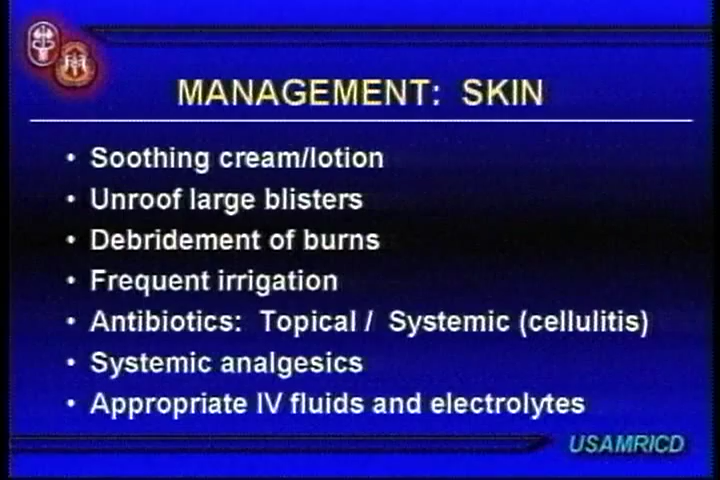 MANAGEMENT: SKIN
• Soothing cream/lotion
• Unroof large blisters
• Debridement of burns
• Frequent irrigation
• Antibiotics: Topical / Systemic (cellulitis)
• Systemic analgesics
• Appropriate IV fluids and electrolytes
USAMRICD